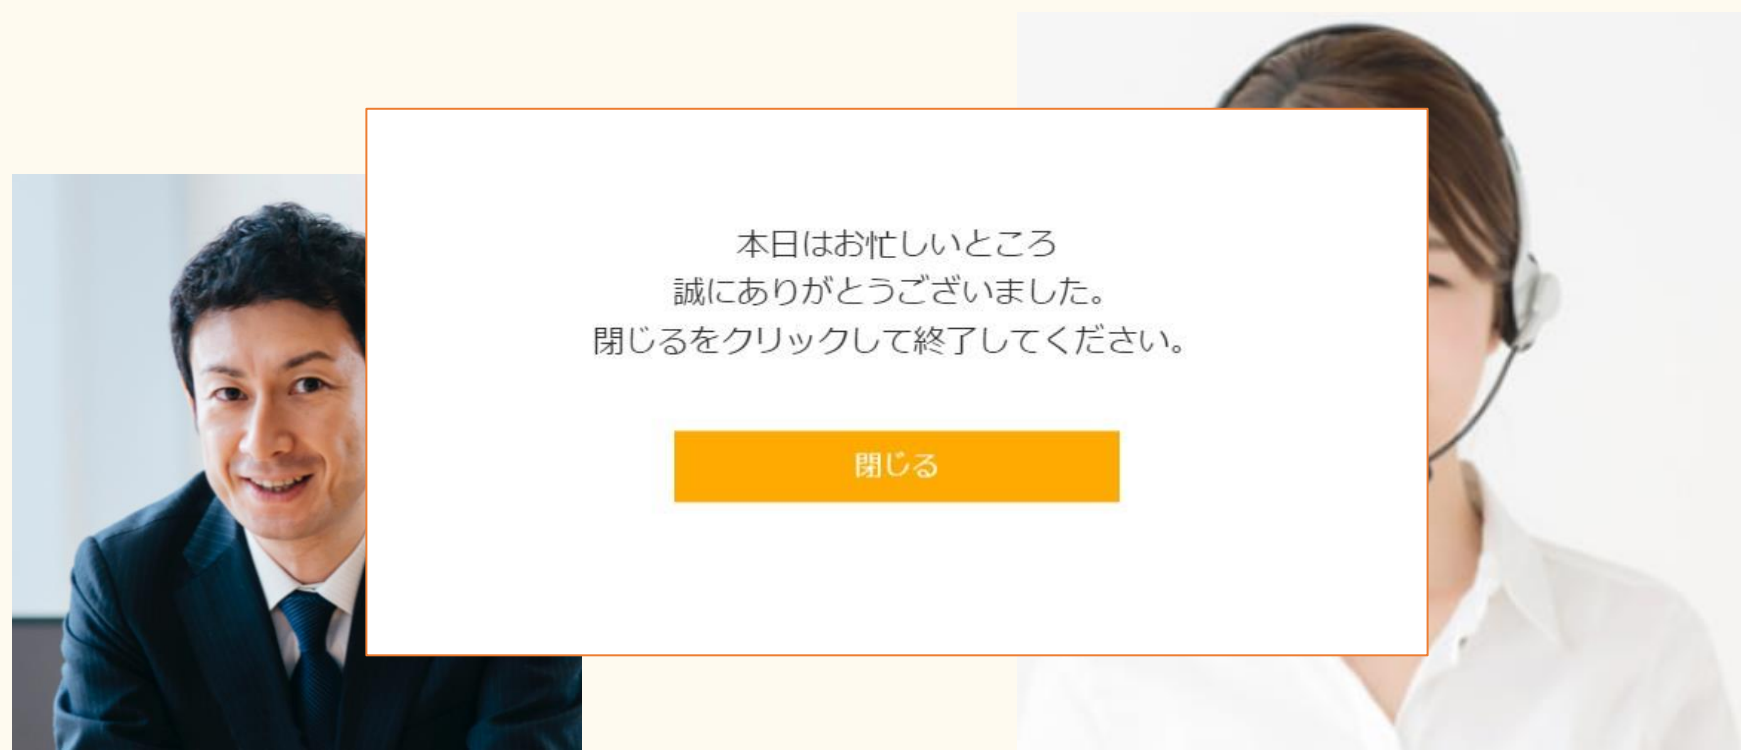 本日はお忙しいところ
誠にありがとうございました。
閉じるをクリックして終了してください。
閉じる